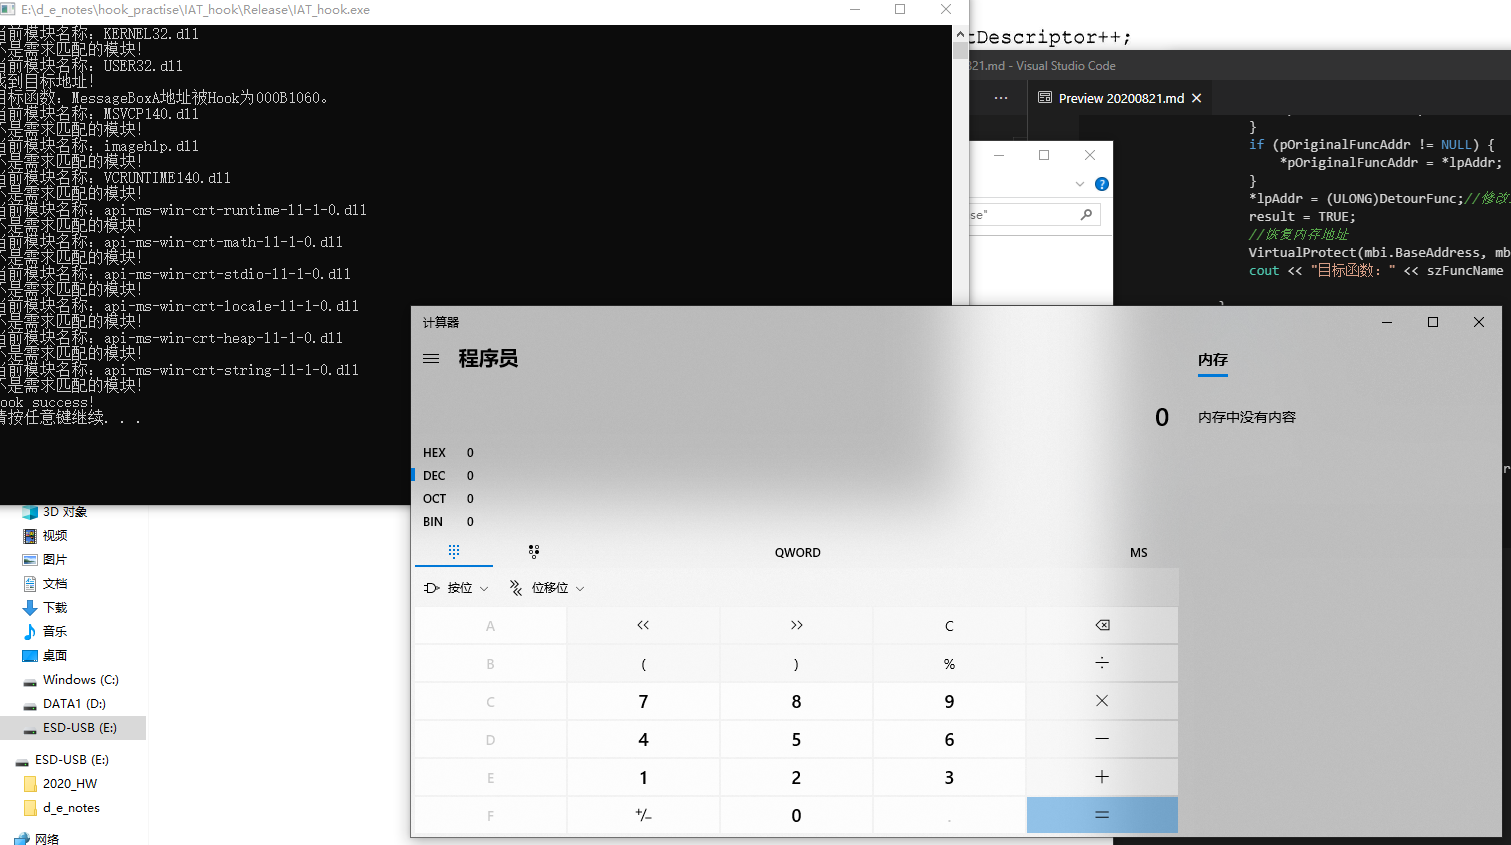 E:\d_e_notes\hook_practise\IAT_hook\Release\IAT_hook.exe
当前模块名称: KERNEL32.dll
不是需求匹配的模块!
当前模块名称: USER32.dll
找到目标地址!
目标函数: MessageBoxA地址被Hook为000B1060。
当前模块名称: MSVCP140.dll
不是需求匹配的模块!
当前模块名称: imagehlp.dll
不是需求匹配的模块!
当前模块名称: VCRUNTIME140.dll
不是需求匹配的模块!
当前模块名称: api-ms-win-crt-runtime-l1-1-0.dll
不是需求匹配的模块!
当前模块名称: api-ms-win-crt-math-l1-1-0.dll
不是需求匹配的模块!
当前模块名称: api-ms-win-crt-stdio-l1-1-0.dll
不是需求匹配的模块!
当前模块名称: api-ms-win-crt-locale-l1-1-0.dll
不是需求匹配的模块!
当前模块名称: api-ms-win-crt-heap-l1-1-0.dll
不是需求匹配的模块!
当前模块名称: api-ms-win-crt-string-l1-1-0.dll
不是需求匹配的模块!
ook success!
请按任意键继续. . .
tDescriptor++;
821.md - Visual Studio Code
Preview 20200821.md
}
if (pOriginalFuncAddr != NULL) {
*pOriginalFuncAddr = *lpAddr;
}
*lpAddr = (ULONG)DetourFunc;//修改
result = TRUE;
//恢复内存地址
VirtualProtect(mbi.BaseAddress, mb
cout << "目标函数: " << szFuncName
se"
3D 对象
视频
图片
文档
下载
音乐
桌面
Windows (C:)
DATA1 (D:)
ESD-USB (E:)
ESD-USB (E:)
2020_HW
d_e_notes
网络
计算器
程序员
0
HEX 0
DEC 0
OCT 0
BIN 0
QWORD
MS
按位
位移位
A << >> C
B ( ) % ÷
C 7 8 9 ×
D 4 5 6 −
E 1 2 3 +
F +/− 0 . =
内存
内存中没有内容